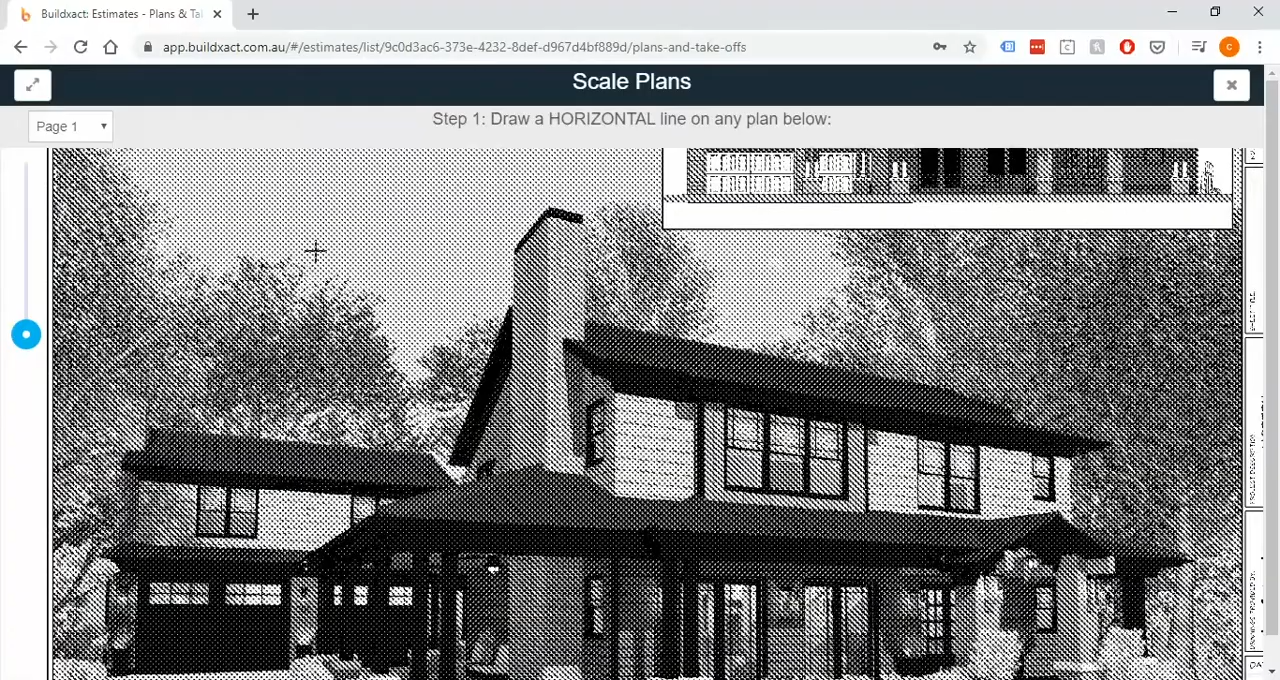 Buildxact: Estimates - Plans & Ta
app.buildxact.com.au/#/estimates/list/9c0d3ac6-373e-4232-8def-d967d4bf889d/plans-and-take-offs
C
Scale Plans
Page 1
Step 1: Draw a HORIZONTAL line on any plan below: